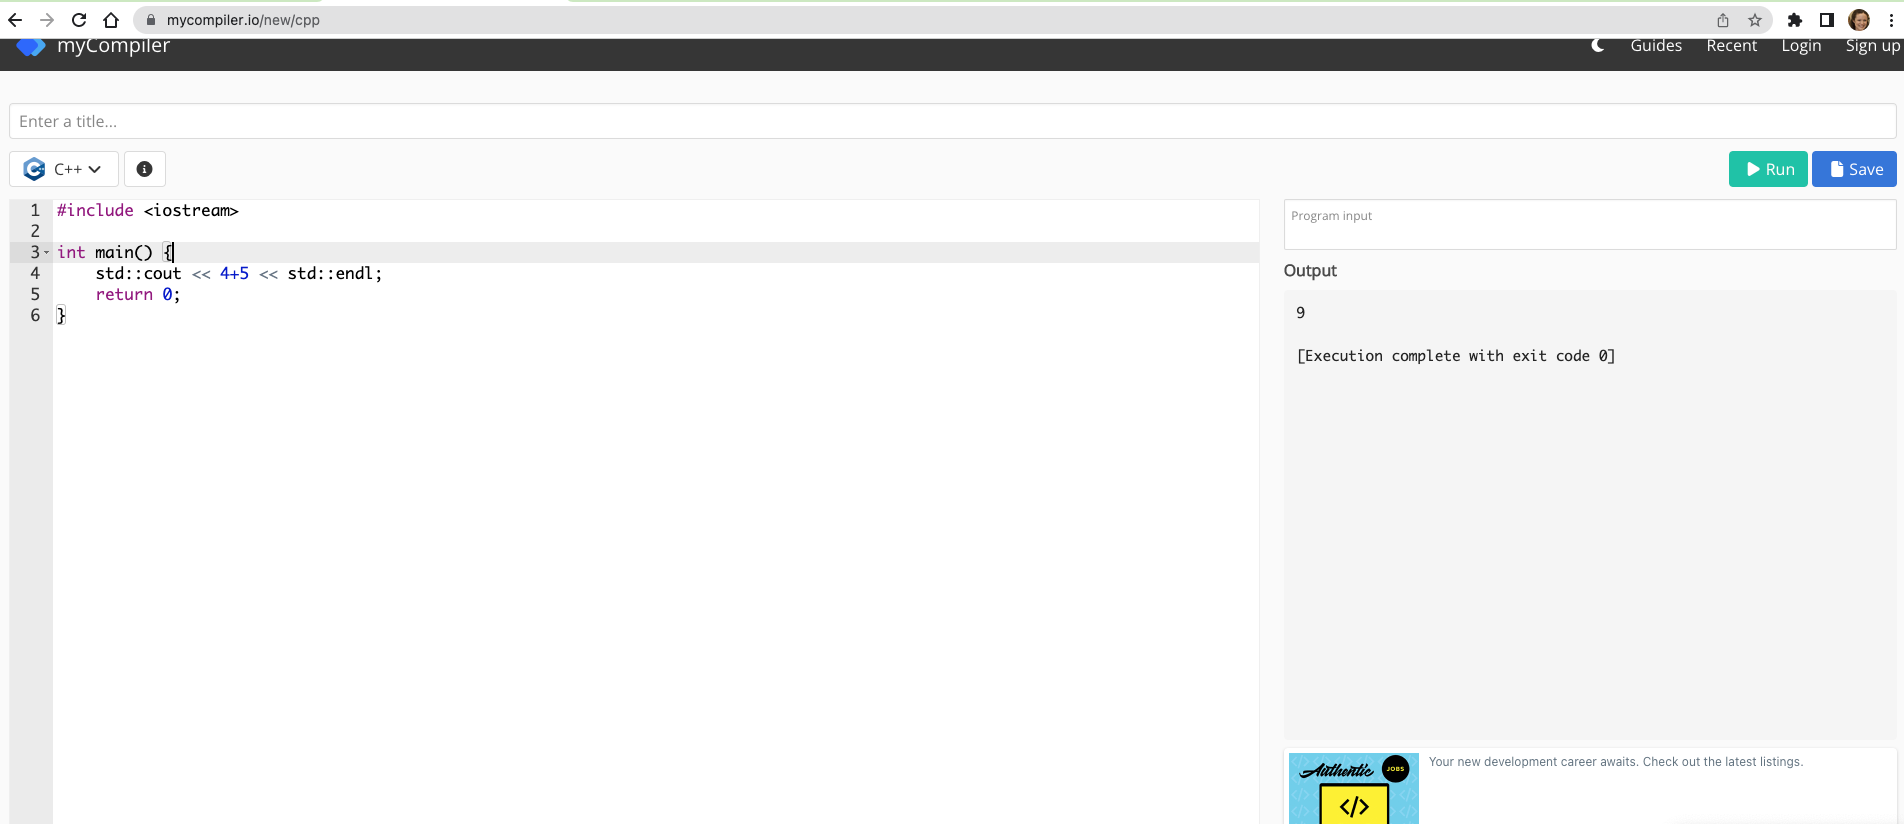 mycompiler.io/new/cpp
myCompiler
Guides Recent Login Sign up
Enter a title...
C++
Run Save
1 #include <iostream>
2
3 int main() {
4     std::cout << 4+5 << std::endl;
5     return 0;
6 }
Program input
Output
9
[Execution complete with exit code 0]
Authentic JOBS
</>
Your new development career awaits. Check out the latest listings.